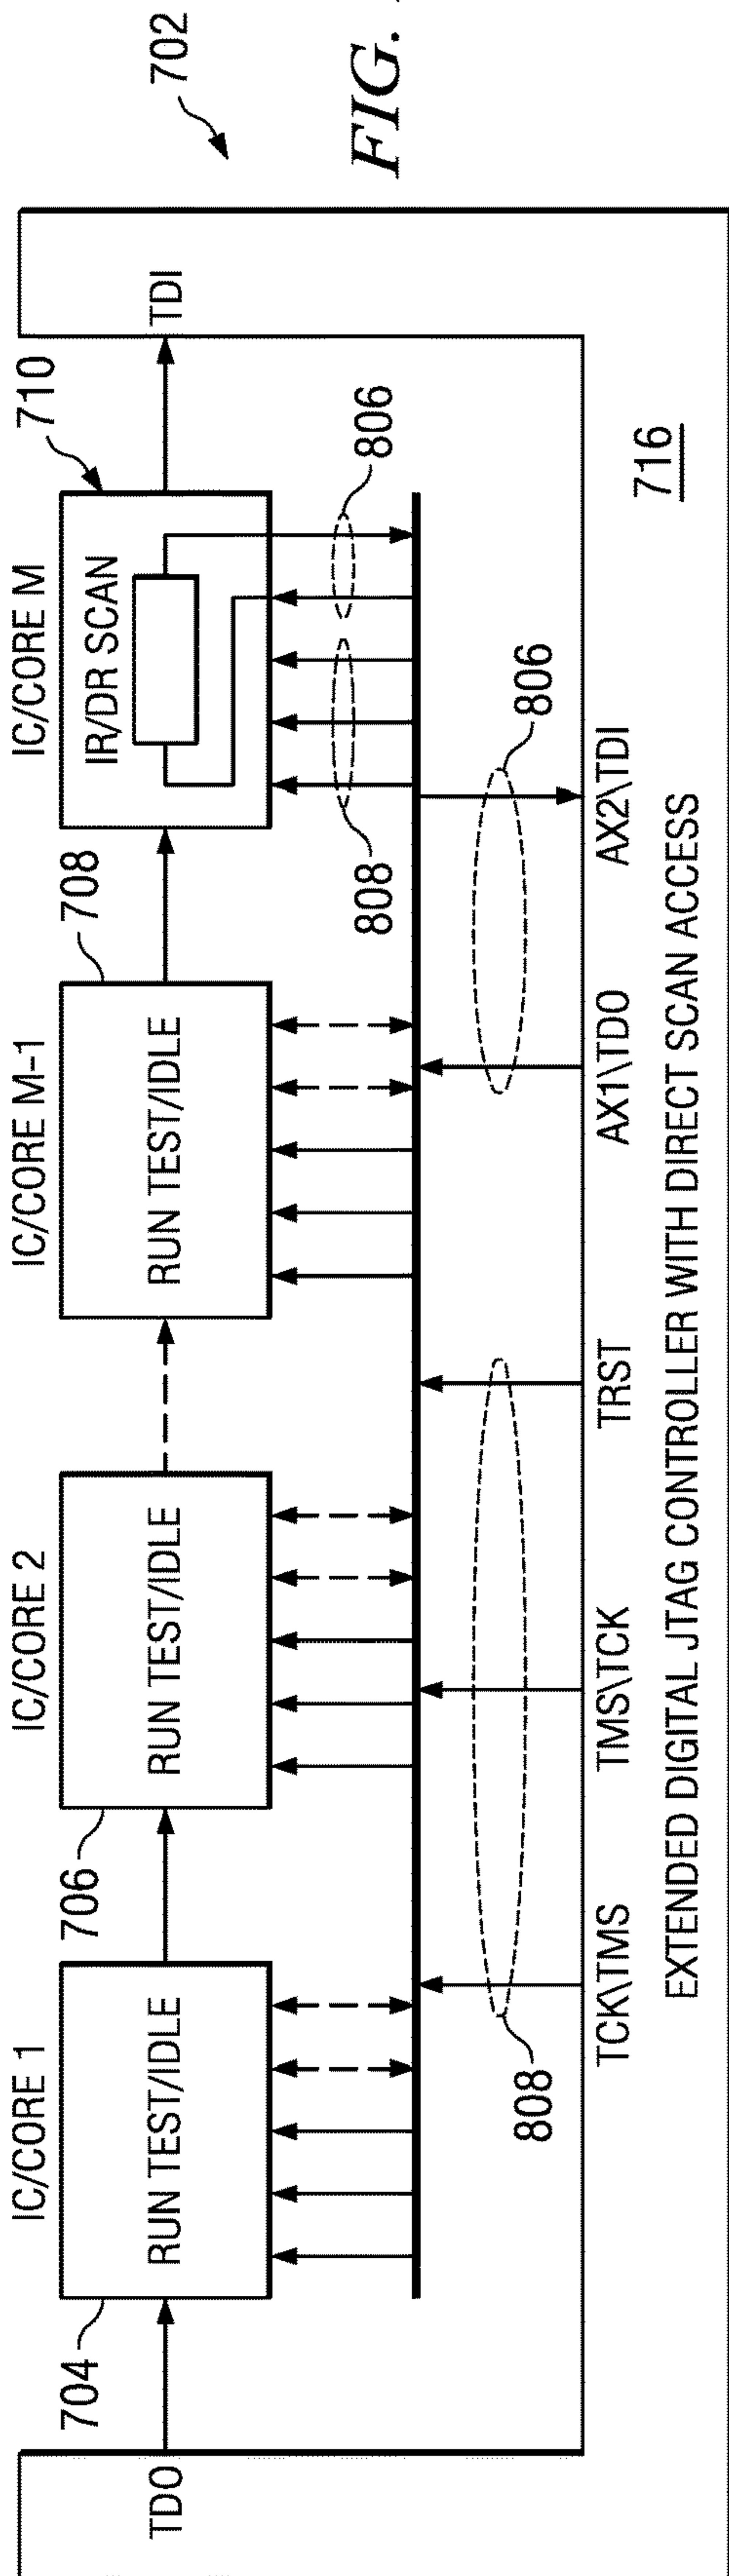 702
FIG.
IC/CORE 1
IC/CORE 2
IC/CORE M-1
IC/CORE M
704
706
708
710
TDO
RUN TEST/IDLE
RUN TEST/IDLE
RUN TEST/IDLE
IR/DR SCAN
TDI
808
806
808
806
TCK\TMS
TMS\TCK
TRST
AX1\TDO
AX2\TDI
EXTENDED DIGITAL JTAG CONTROLLER WITH DIRECT SCAN ACCESS
716